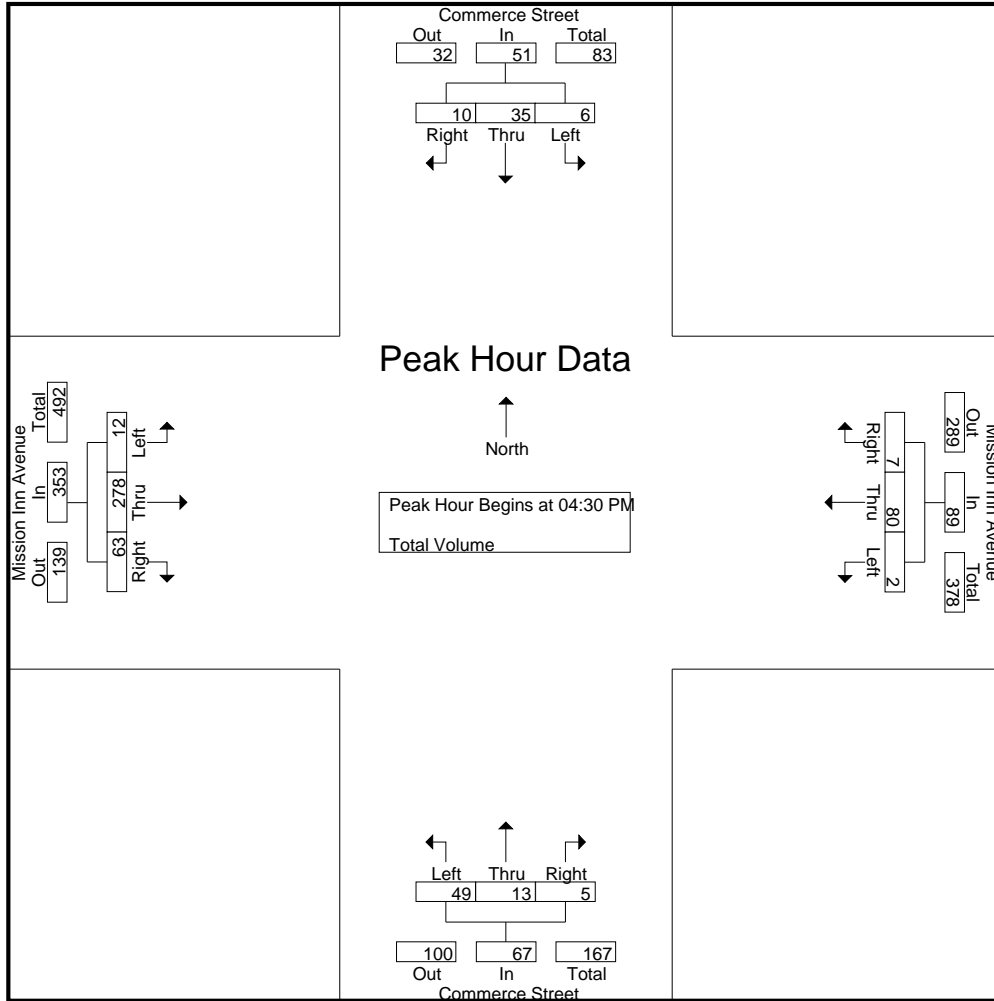 Commerce Street
Out In Total
32 51 83
10 35 6
Right Thru Left
Peak Hour Data
North
Peak Hour Begins at 04:30 PM
Total Volume
Mission Inn Avenue
Out In Total
139 353 492
63 278 12
Right Thru Left
Mission Inn Avenue
Out In Total
289 89 378
7 80 2
Right Thru Left
Left Thru Right
49 13 5
100 67 167
Out In Total
Commerce Street